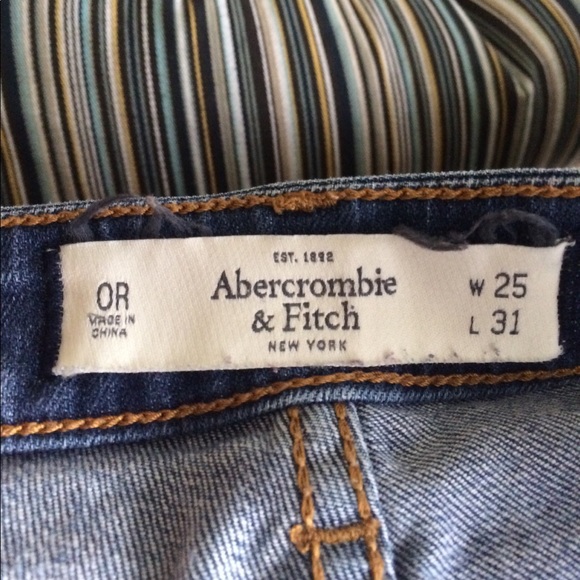 EST. 1892
Abercrombie
& Fitch
NEW YORK
0R
MADE IN
CHINA
W 25
L 31